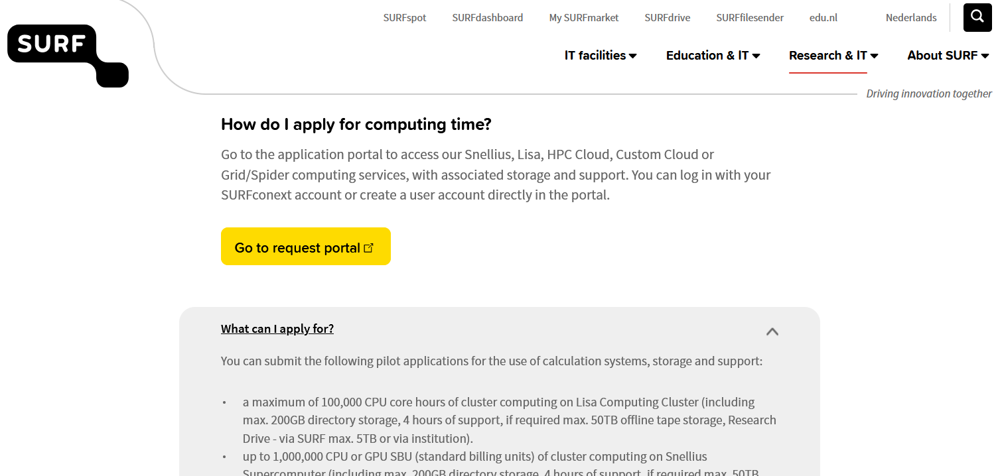 SURFspot SURFdashboard My SURFmarket SURFdrive SURFfilesender edu.nl Nederlands
SURF
IT facilities Education & IT Research & IT About SURF
Driving innovation together
How do I apply for computing time?
Go to the application portal to access our Snellius, Lisa, HPC Cloud, Custom Cloud or
Grid/Spider computing services, with associated storage and support. You can log in with your
SURFconext account or create a user account directly in the portal.
Go to request portal
What can I apply for?
You can submit the following pilot applications for the use of calculation systems, storage and support:
• a maximum of 100,000 CPU core hours of cluster computing on Lisa Computing Cluster (including
max. 200GB directory storage, 4 hours of support, if required max. 50TB offline tape storage, Research
Drive - via SURF max. 5TB or via institution).
• up to 1,000,000 CPU or GPU SBU (standard billing units) of cluster computing on Snellius
Supercomputer (including max. 200GB directory storage, 4 hours of support, if required max. 50TB